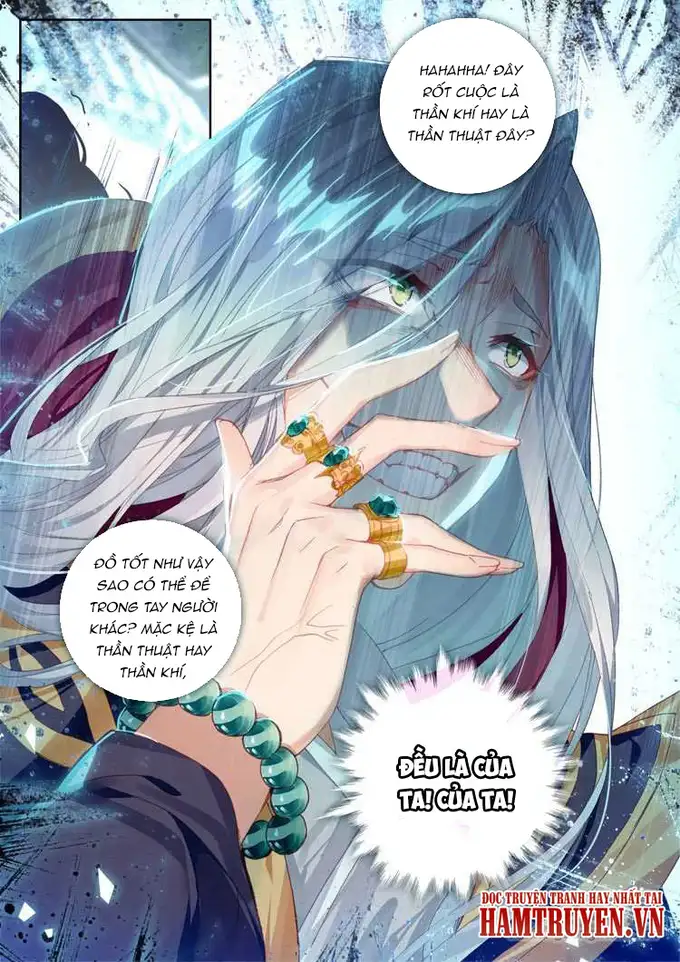 HAHAHHA! ĐÂY
RỐT CUỘC LÀ
THẦN KHÍ HAY LÀ
THẦN THUẬT ĐÂY?
ĐỒ TỐT NHƯ VẬY
SAO CÓ THỂ ĐỂ
TRONG TAY NGƯỜI
KHÁC? MẶC KỆ LÀ
THẦN THUẬT HAY
THẦN KHÍ,
ĐỀU LÀ CỦA
TA! CỦA TA!
ĐỌC TRUYỆN TRANH HAY NHẤT TẠI
HAMTRUYEN.VN